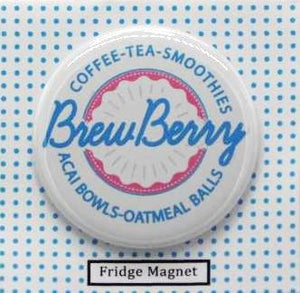 COFFEE-TEA-SMOOTHIES
BrewBerry
ACAI BOWLS-OATMEAL BALLS
Fridge Magnet